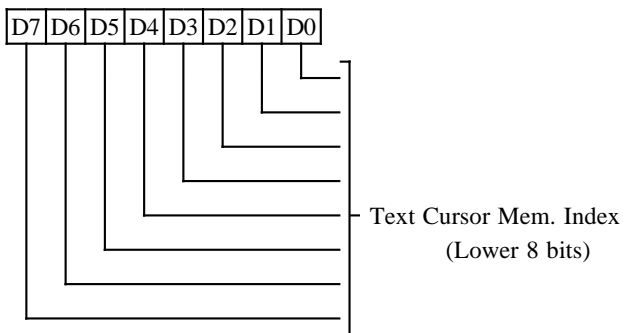 D7 D6 D5 D4 D3 D2 D1 D0
Text Cursor Mem. Index
(Lower 8 bits)